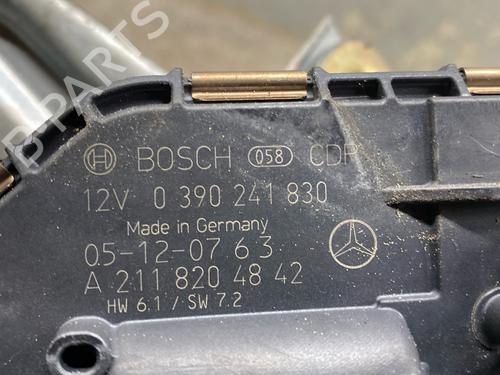 B-PARTS
BOSCH 058 CDP
12V 0 390 241 830
Made in Germany
05-12-07 6 3
A 211 820 48 42
HW 6.1 / SW 7.2